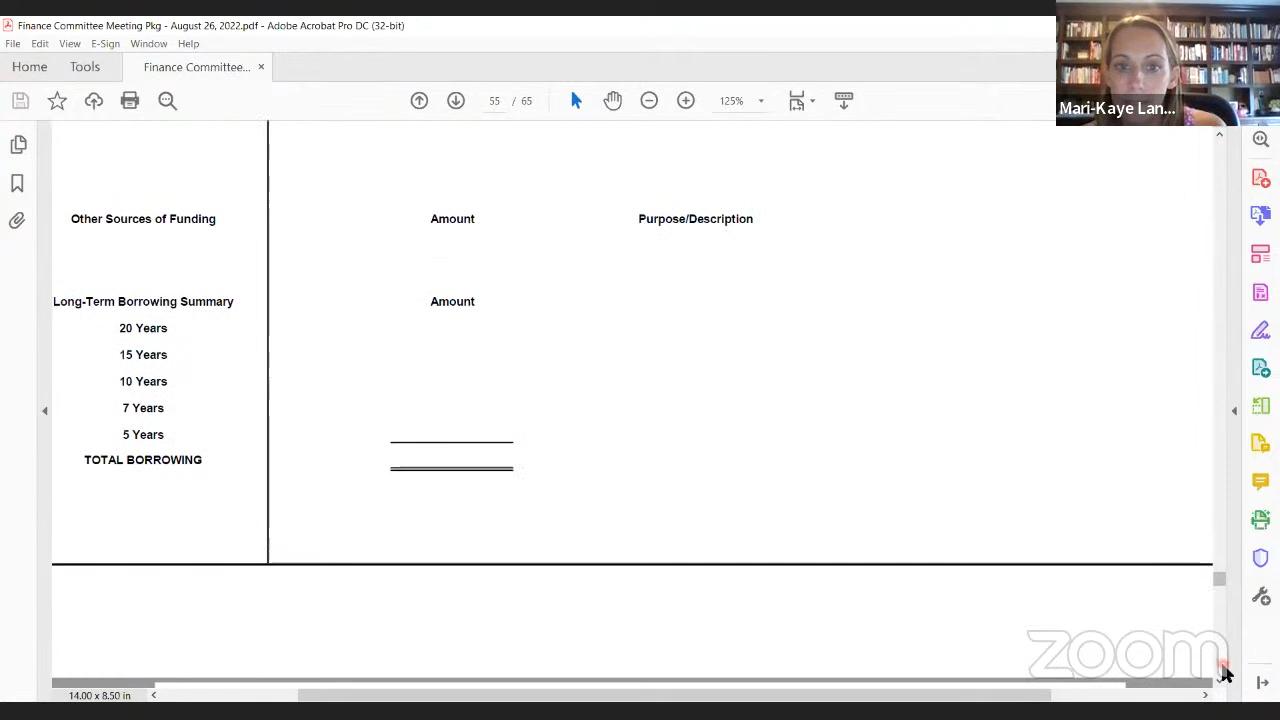 Finance Committee Meeting Pkg - August 26, 2022.pdf - Adobe Acrobat Pro DC (32-bit)
File Edit View E-Sign Window Help
Home Tools Finance Committee... ×
55 / 65 125%
Mari-Kaye Lan...
Other Sources of Funding Amount Purpose/Description
Long-Term Borrowing Summary Amount
20 Years
15 Years
10 Years
7 Years
5 Years
TOTAL BORROWING
zoom
14.00 x 8.50 in